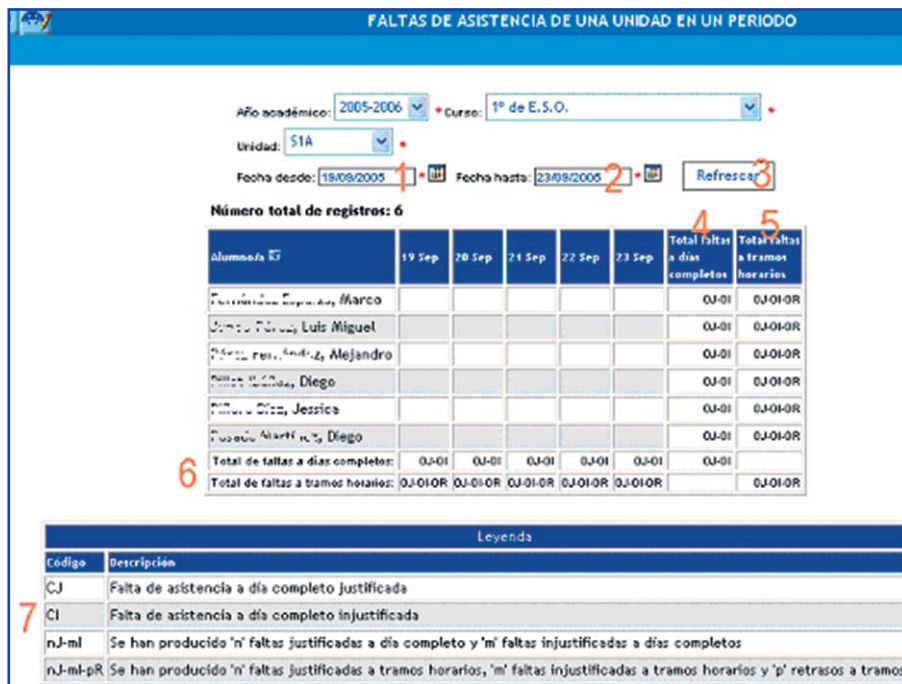 FALTAS DE ASISTENCIA DE UNA UNIDAD EN UN PERIODO
Año académico: 2005-2006 * Curso: 1º de E.S.O. *
Unidad: S1A *
Fecha desde: 19/09/2005 1 * Fecha hasta: 23/09/2005 2 * Refrescar 3
Número total de registros: 6
4 5
Alumno/a 19 Sep 20 Sep 21 Sep 22 Sep 23 Sep Total faltas a días completos Total faltas a tramos horarios
Marco 0J-0I 0J-0I-0R
Luis Miguel 0J-0I 0J-0I-0R
Alejandro 0J-0I 0J-0I-0R
Diego 0J-0I 0J-0I-0R
Jessica 0J-0I 0J-0I-0R
Diego 0J-0I 0J-0I-0R
6 Total de faltas a días completos: 0J-0I 0J-0I 0J-0I 0J-0I 0J-0I 0J-0I
Total de faltas a tramos horarios: 0J-0I-0R 0J-0I-0R 0J-0I-0R 0J-0I-0R 0J-0I-0R 0J-0I-0R
Leyenda
Código Descripción
CJ Falta de asistencia a día completo justificada
7 CI Falta de asistencia a día completo injustificada
nJ-mI Se han producido 'n' faltas justificadas a día completo y 'm' faltas injustificadas a días completos
nJ-mI-pR Se han producido 'n' faltas justificadas a tramos horarios, 'm' faltas injustificadas a tramos horarios y 'p' retrasos a tramos